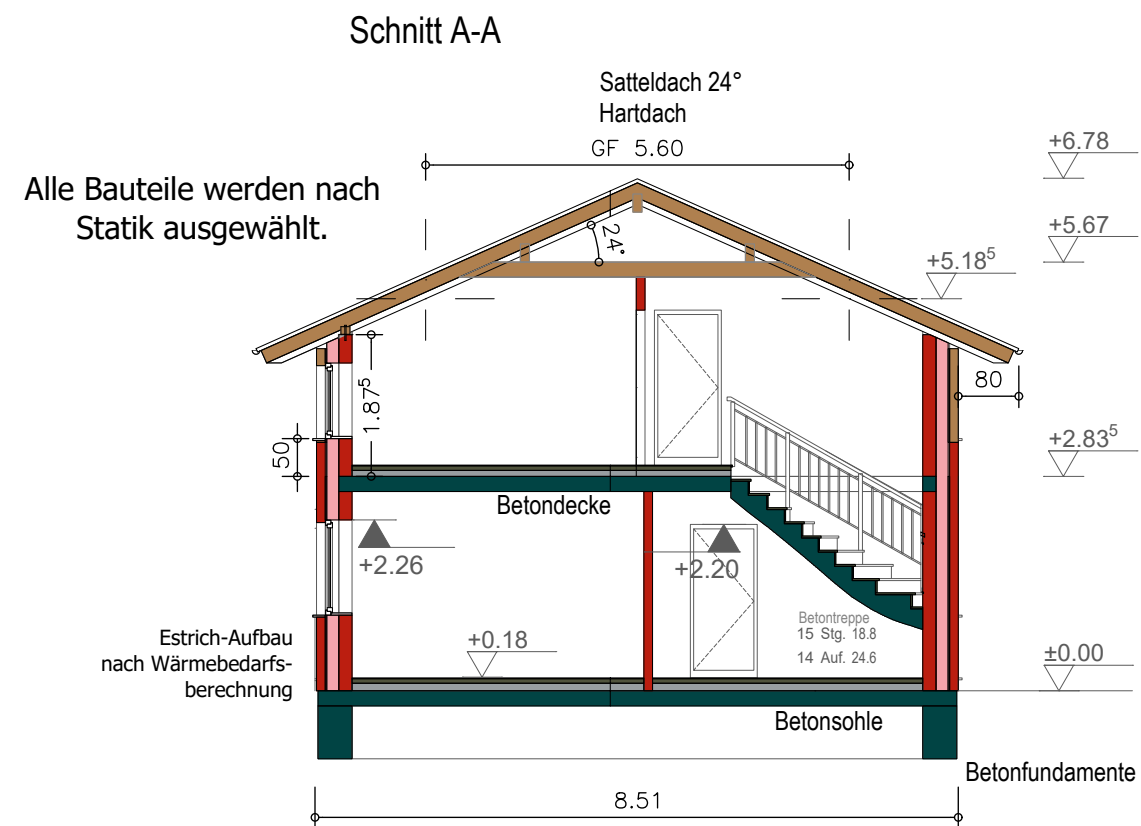 Schnitt A-A
Satteldach 24°
Hartdach
GF 5.60
+6.78
Alle Bauteile werden nach
Statik ausgewählt.
+5.67
24°
+5.18⁵
1.87⁵
80
50
+2.83⁵
Betondecke
+2.26
+2.20
Betontreppe
15 Stg. 18.8
14 Auf. 24.6
Estrich-Aufbau
nach Wärmebedarfs-
berechnung
+0.18
±0.00
Betonsohle
Betonfundamente
8.51